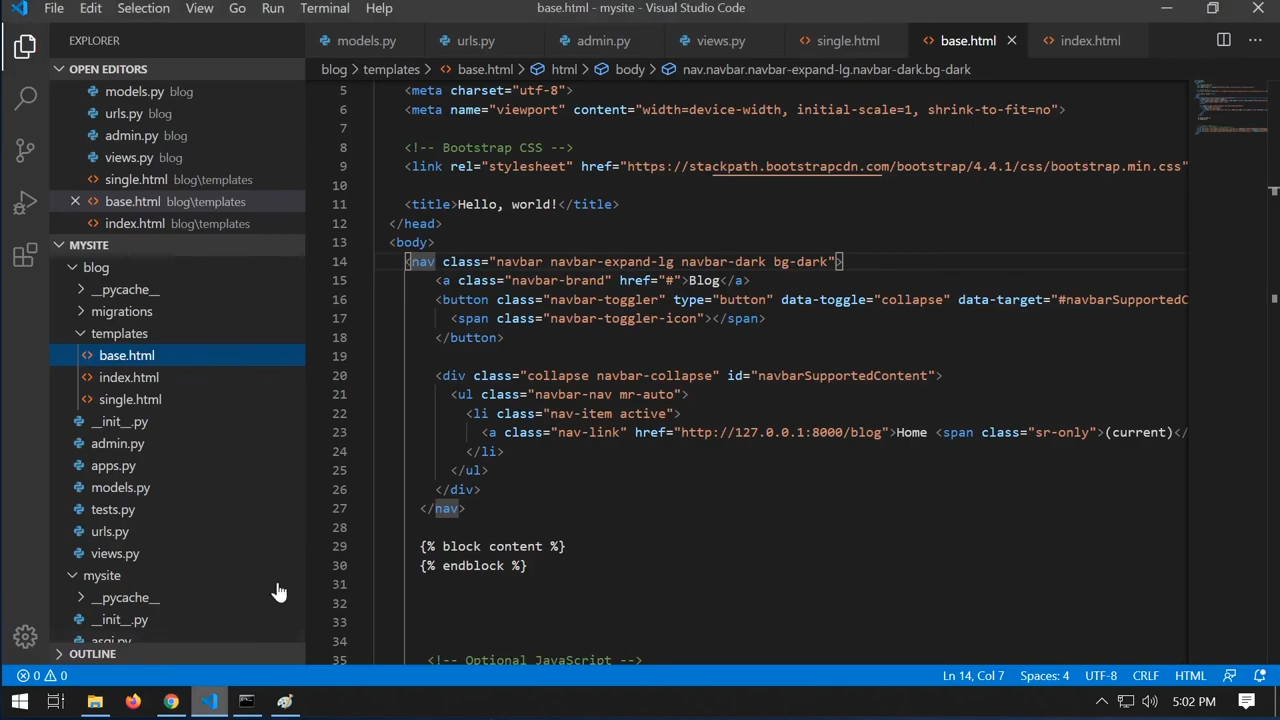 File Edit Selection View Go Run Terminal Help base.html - mysite - Visual Studio Code
EXPLORER
models.py urls.py admin.py views.py single.html base.html index.html
OPEN EDITORS
blog templates base.html html body nav.navbar.navbar-expand-lg.navbar-dark.bg-dark
models.py blog
urls.py blog
admin.py blog
views.py blog
single.html blog\templates
base.html blog\templates
index.html blog\templates
MYSITE
blog
__pycache__
migrations
templates
base.html
index.html
single.html
__init__.py
admin.py
apps.py
models.py
tests.py
urls.py
views.py
mysite
__pycache__
__init__.py
asgi.py
OUTLINE
5 <meta charset="utf-8">
6 <meta name="viewport" content="width=device-width, initial-scale=1, shrink-to-fit=no">
7
8 <!-- Bootstrap CSS -->
9 <link rel="stylesheet" href="https://stackpath.bootstrapcdn.com/bootstrap/4.4.1/css/bootstrap.min.css"
10
11 <title>Hello, world!</title>
12 </head>
13 <body>
14 <nav class="navbar navbar-expand-lg navbar-dark bg-dark">
15 <a class="navbar-brand" href="#">Blog</a>
16 <button class="navbar-toggler" type="button" data-toggle="collapse" data-target="#navbarSupportedC
17 <span class="navbar-toggler-icon"></span>
18 </button>
19
20 <div class="collapse navbar-collapse" id="navbarSupportedContent">
21 <ul class="navbar-nav mr-auto">
22 <li class="nav-item active">
23 <a class="nav-link" href="http://127.0.0.1:8000/blog">Home <span class="sr-only">(current)</
24 </li>
25 </ul>
26 </div>
27 </nav>
28
29 {% block content %}
30 {% endblock %}
31
32
33
34
35 <!-- Optional JavaScript -->
0 0 Ln 14, Col 7 Spaces: 4 UTF-8 CRLF HTML
5:02 PM